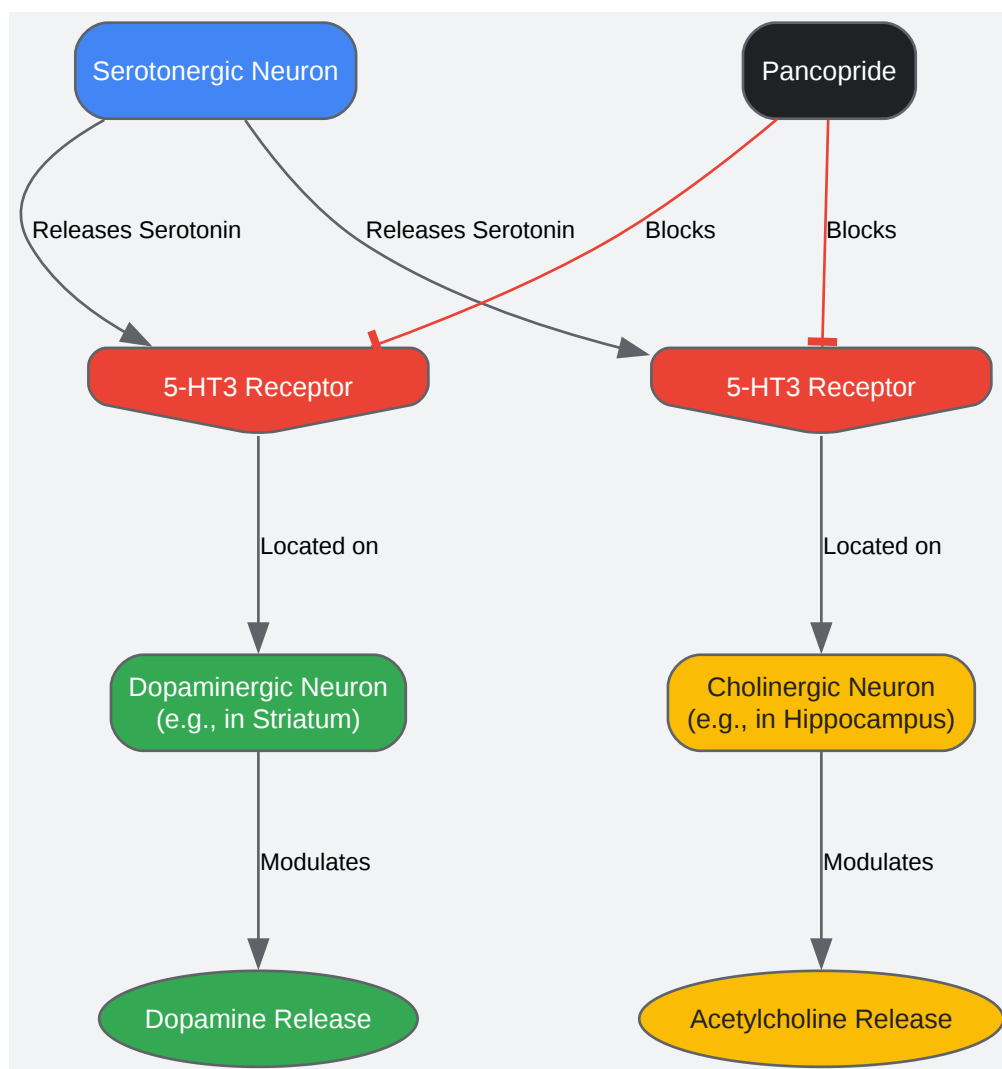 Serotonergic Neuron
Pancopride
Releases Serotonin
Releases Serotonin
Blocks
Blocks
5-HT3 Receptor
5-HT3 Receptor
Located on
Located on
Dopaminergic Neuron
(e.g., in Striatum)
Cholinergic Neuron
(e.g., in Hippocampus)
Modulates
Modulates
Dopamine Release
Acetylcholine Release